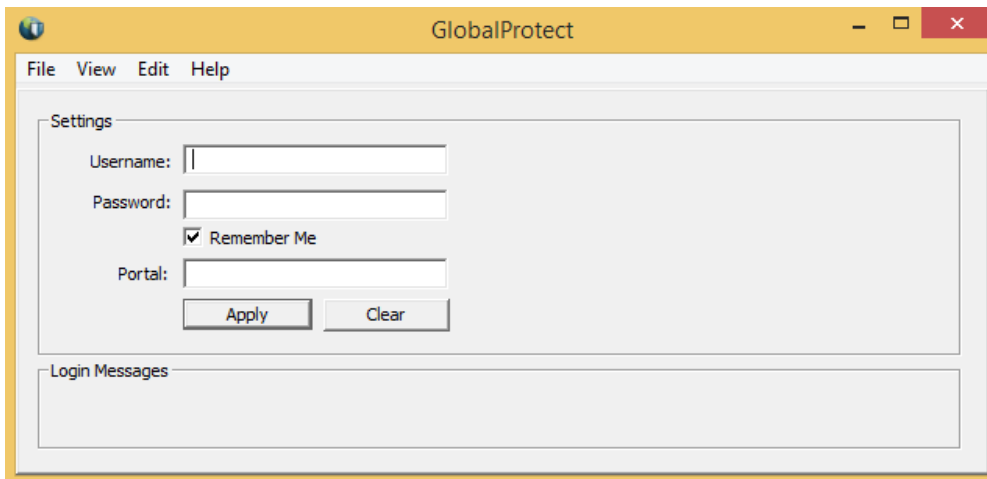 GlobalProtect
File View Edit Help
Settings
Username:
Password:
Remember Me
Portal:
Apply Clear
Login Messages